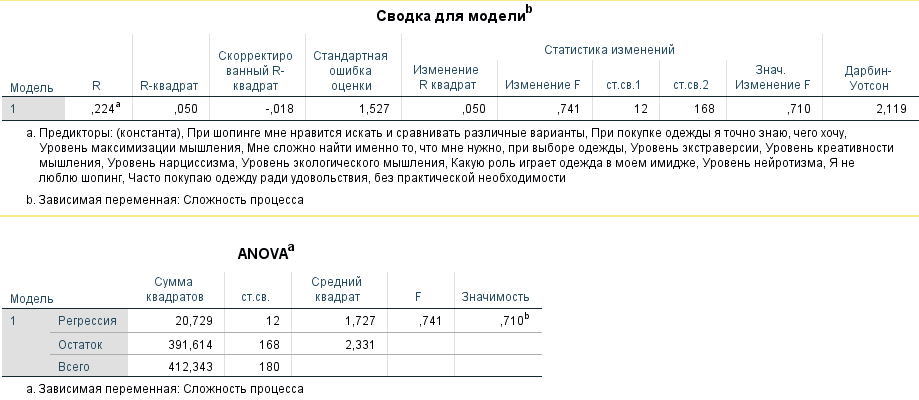 Сводка для моделиb
Модель R R-квадрат Скорректированный R-квадрат Стандартная ошибка оценки Статистика изменений Дарбин-Уотсон
Изменение R квадрат Изменение F ст.св.1 ст.св.2 Знач. Изменение F
1 ,224a ,050 -,018 1,527 ,050 ,741 12 168 ,710 2,119
a. Предикторы: (константа), При шопинге мне нравится искать и сравнивать различные варианты, При покупке одежды я точно знаю, чего хочу,
Уровень максимизации мышления, Мне сложно найти именно то, что мне нужно, при выборе одежды, Уровень экстраверсии, Уровень креативности
мышления, Уровень нарциссизма, Уровень экологического мышления, Какую роль играет одежда в моем имидже, Уровень нейротизма, Я не
люблю шопинг, Часто покупаю одежду ради удовольствия, без практической необходимости
b. Зависимая переменная: Сложность процесса
ANOVAa
Модель Сумма квадратов ст.св. Средний квадрат F Значимость
1 Регрессия 20,729 12 1,727 ,741 ,710b
Остаток 391,614 168 2,331
Всего 412,343 180
a. Зависимая переменная: Сложность процесса